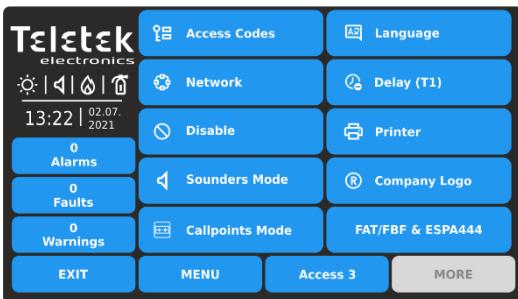 Teletek
electronics
13:22
02.07.
2021
0
Alarms
0
Faults
0
Warnings
Access Codes
Language
Network
Delay (T1)
Disable
Printer
Sounders Mode
Company Logo
Callpoints Mode
FAT/FBF & ESPA444
EXIT
MENU
Access 3
MORE